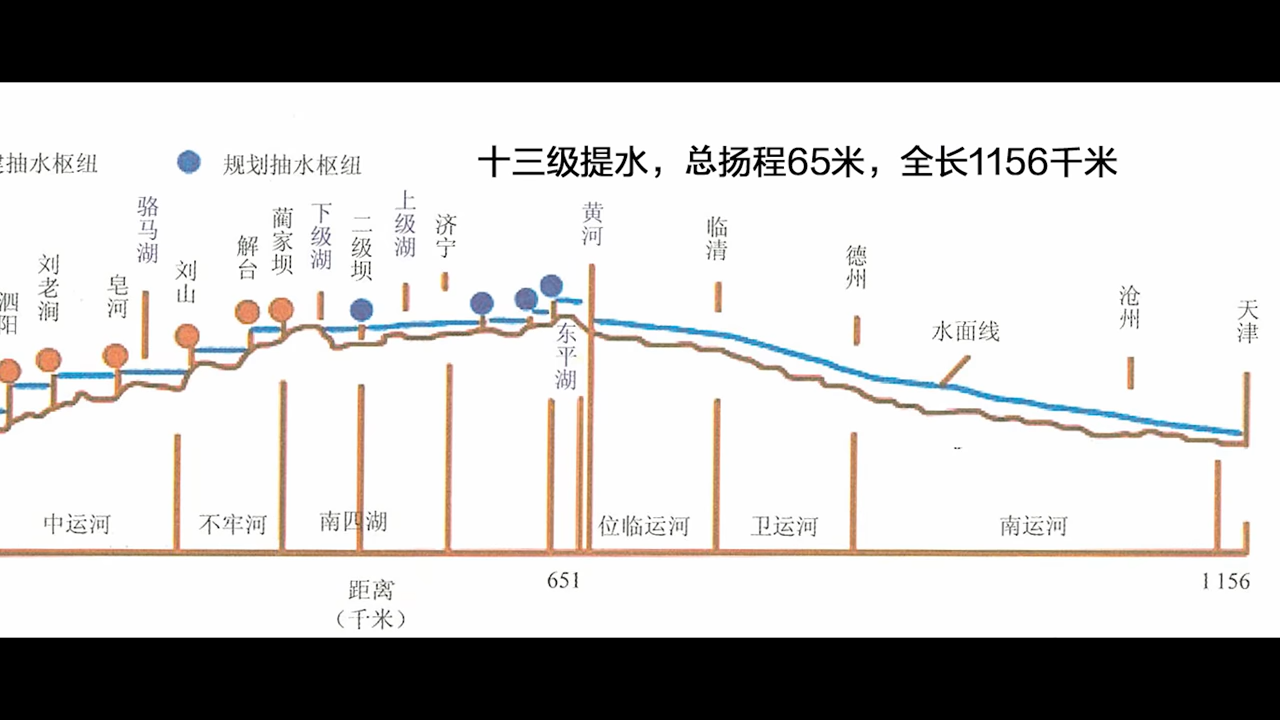 建抽水枢纽
规划抽水枢纽
十三级提水，总扬程65米，全长1156千米
泗阳
刘老涧
皂河
骆马湖
刘山
解台
蔺家坝
下级湖
二级坝
上级湖
济宁
东平湖
黄河
临清
德州
水面线
沧州
天津
中运河
不牢河
南四湖
位临运河
卫运河
南运河
651
1156
距离
（千米）